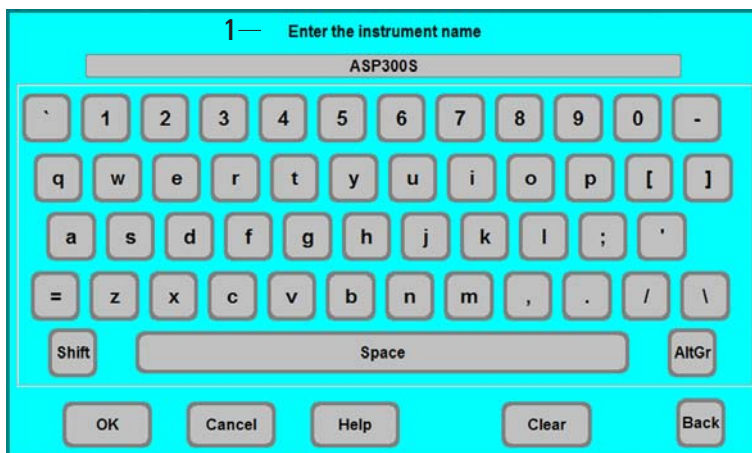 1 Enter the instrument name
ASP300S
` 1 2 3 4 5 6 7 8 9 0 -
q w e r t y u i o p [ ]
a s d f g h j k l ; '
= z x c v b n m , . / \
Shift Space AltGr
OK Cancel Help Clear Back